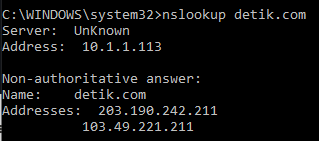 C:\WINDOWS\system32>nslookup detik.com
Server:  UnKnown
Address:  10.1.1.113

Non-authoritative answer:
Name:    detik.com
Addresses:  203.190.242.211
          103.49.221.211